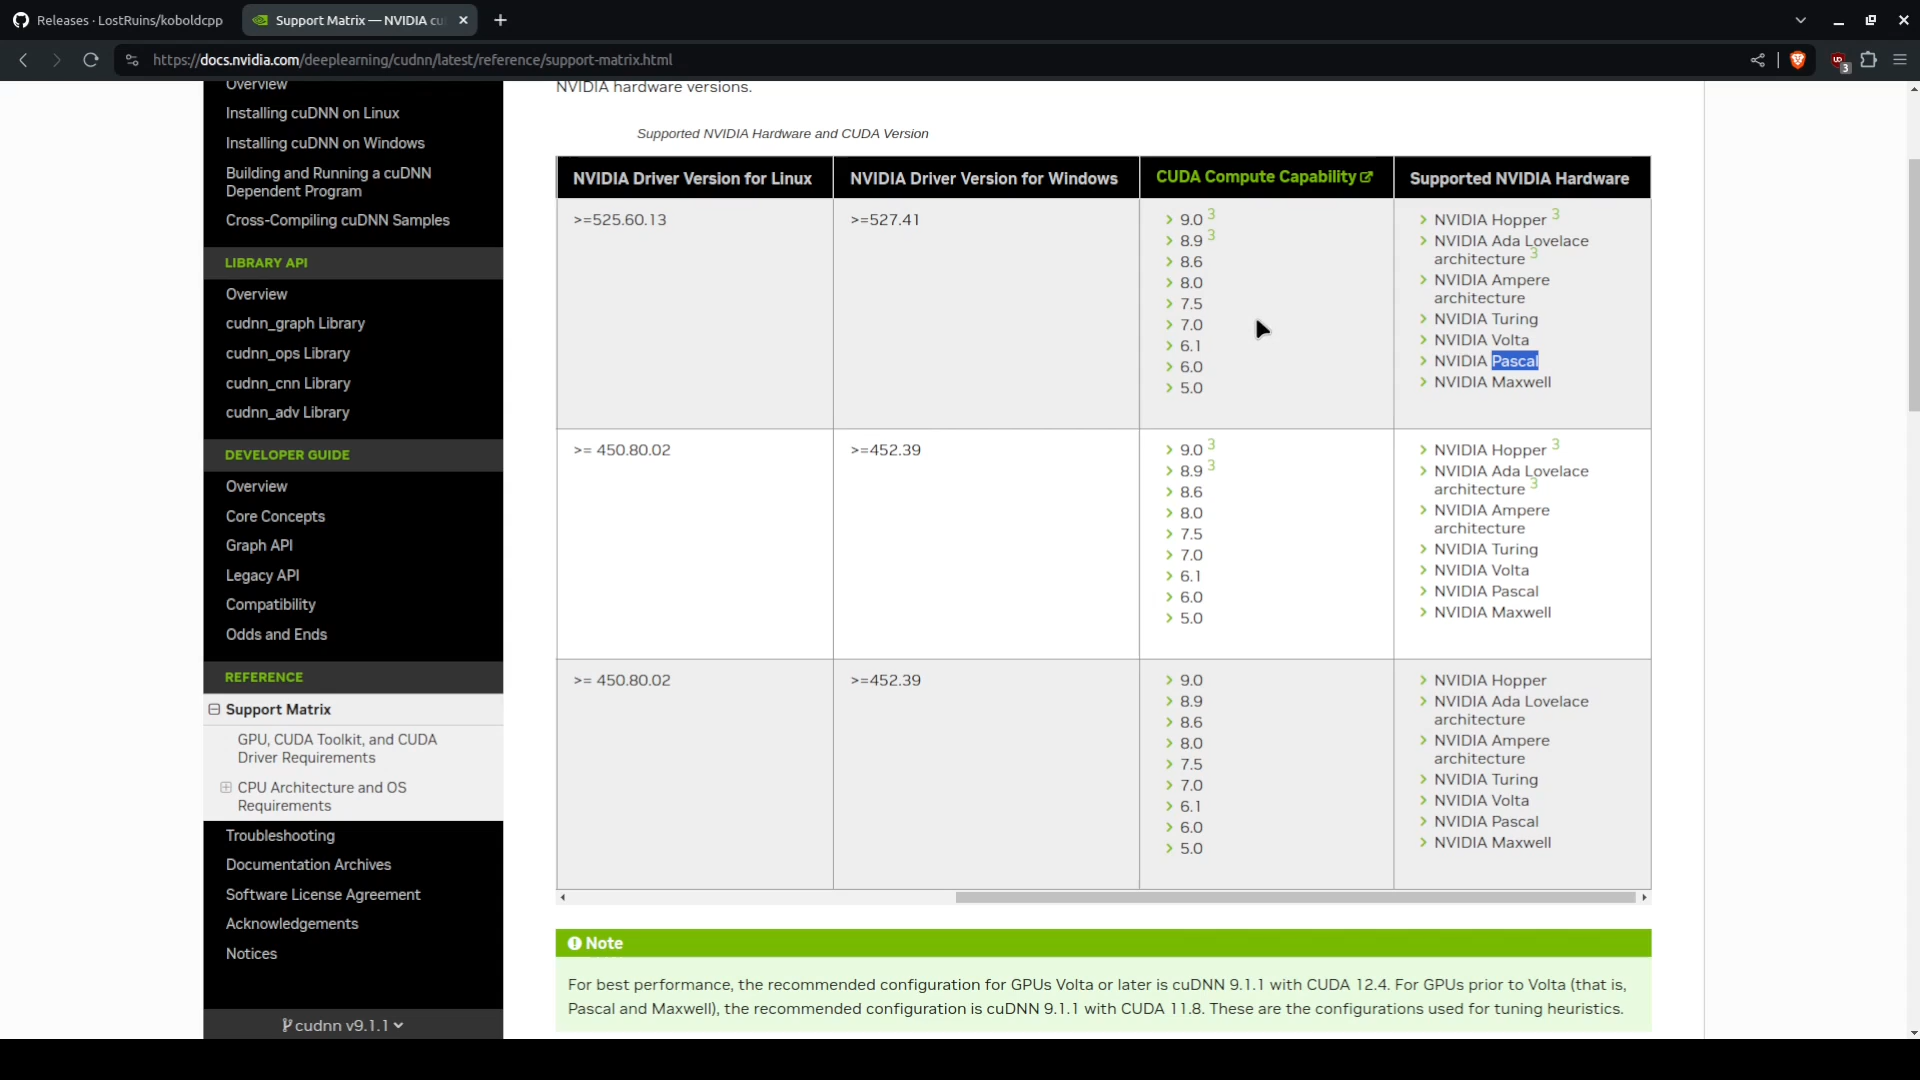 Releases · LostRuins/koboldcpp
Support Matrix — NVIDIA cu
https://docs.nvidia.com/deeplearning/cudnn/latest/reference/support-matrix.html
3
Overview
Installing cuDNN on Linux
Installing cuDNN on Windows
Building and Running a cuDNN
Dependent Program
Cross-Compiling cuDNN Samples
LIBRARY API
Overview
cudnn_graph Library
cudnn_ops Library
cudnn_cnn Library
cudnn_adv Library
DEVELOPER GUIDE
Overview
Core Concepts
Graph API
Legacy API
Compatibility
Odds and Ends
REFERENCE
Support Matrix
GPU, CUDA Toolkit, and CUDA
Driver Requirements
CPU Architecture and OS
Requirements
Troubleshooting
Documentation Archives
Software License Agreement
Acknowledgements
Notices
cudnn v9.1.1
NVIDIA hardware versions.
Supported NVIDIA Hardware and CUDA Version
NVIDIA Driver Version for Linux
NVIDIA Driver Version for Windows
CUDA Compute Capability
Supported NVIDIA Hardware
>=525.60.13
>=527.41
9.0 3
8.9 3
8.6
8.0
7.5
7.0
6.1
6.0
5.0
NVIDIA Hopper 3
NVIDIA Ada Lovelace
architecture 3
NVIDIA Ampere
architecture
NVIDIA Turing
NVIDIA Volta
NVIDIA Pascal
NVIDIA Maxwell
>= 450.80.02
>=452.39
9.0 3
8.9 3
8.6
8.0
7.5
7.0
6.1
6.0
5.0
NVIDIA Hopper 3
NVIDIA Ada Lovelace
architecture 3
NVIDIA Ampere
architecture
NVIDIA Turing
NVIDIA Volta
NVIDIA Pascal
NVIDIA Maxwell
>= 450.80.02
>=452.39
9.0
8.9
8.6
8.0
7.5
7.0
6.1
6.0
5.0
NVIDIA Hopper
NVIDIA Ada Lovelace
architecture
NVIDIA Ampere
architecture
NVIDIA Turing
NVIDIA Volta
NVIDIA Pascal
NVIDIA Maxwell
Note
For best performance, the recommended configuration for GPUs Volta or later is cuDNN 9.1.1 with CUDA 12.4. For GPUs prior to Volta (that is,
Pascal and Maxwell), the recommended configuration is cuDNN 9.1.1 with CUDA 11.8. These are the configurations used for tuning heuristics.